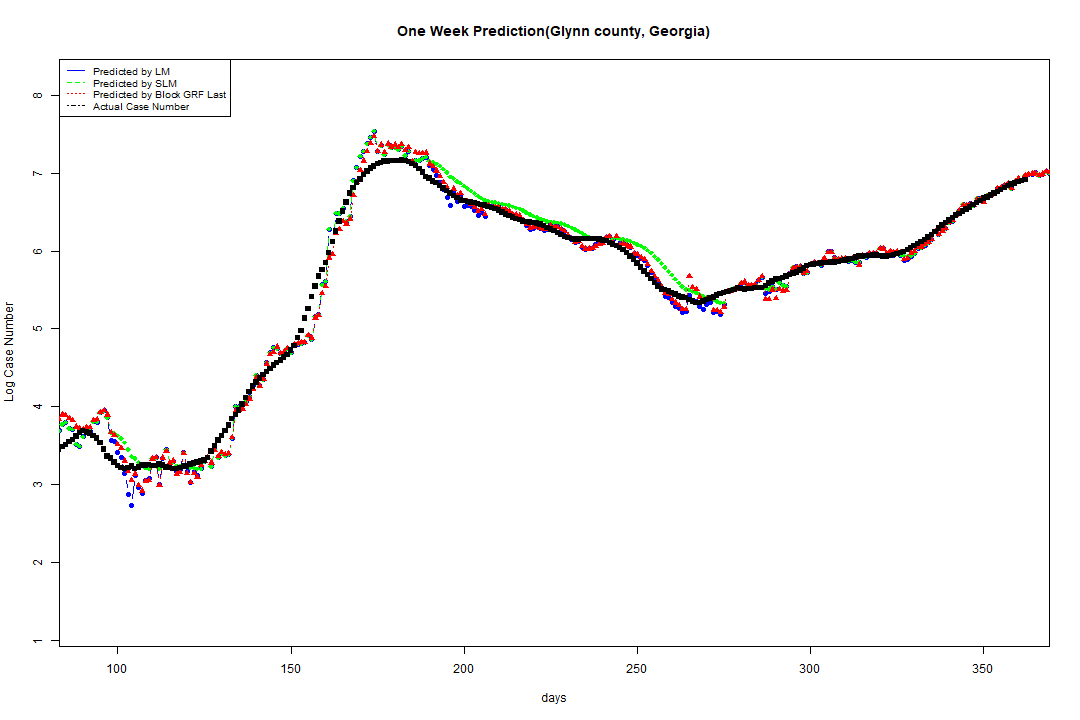 One Week Prediction(Glynn county, Georgia)
Predicted by LM
Predicted by SLM
Predicted by Block GRF Last
Actual Case Number
8
7
6
5
4
3
2
1
Log Case Number
100 150 200 250 300 350
days